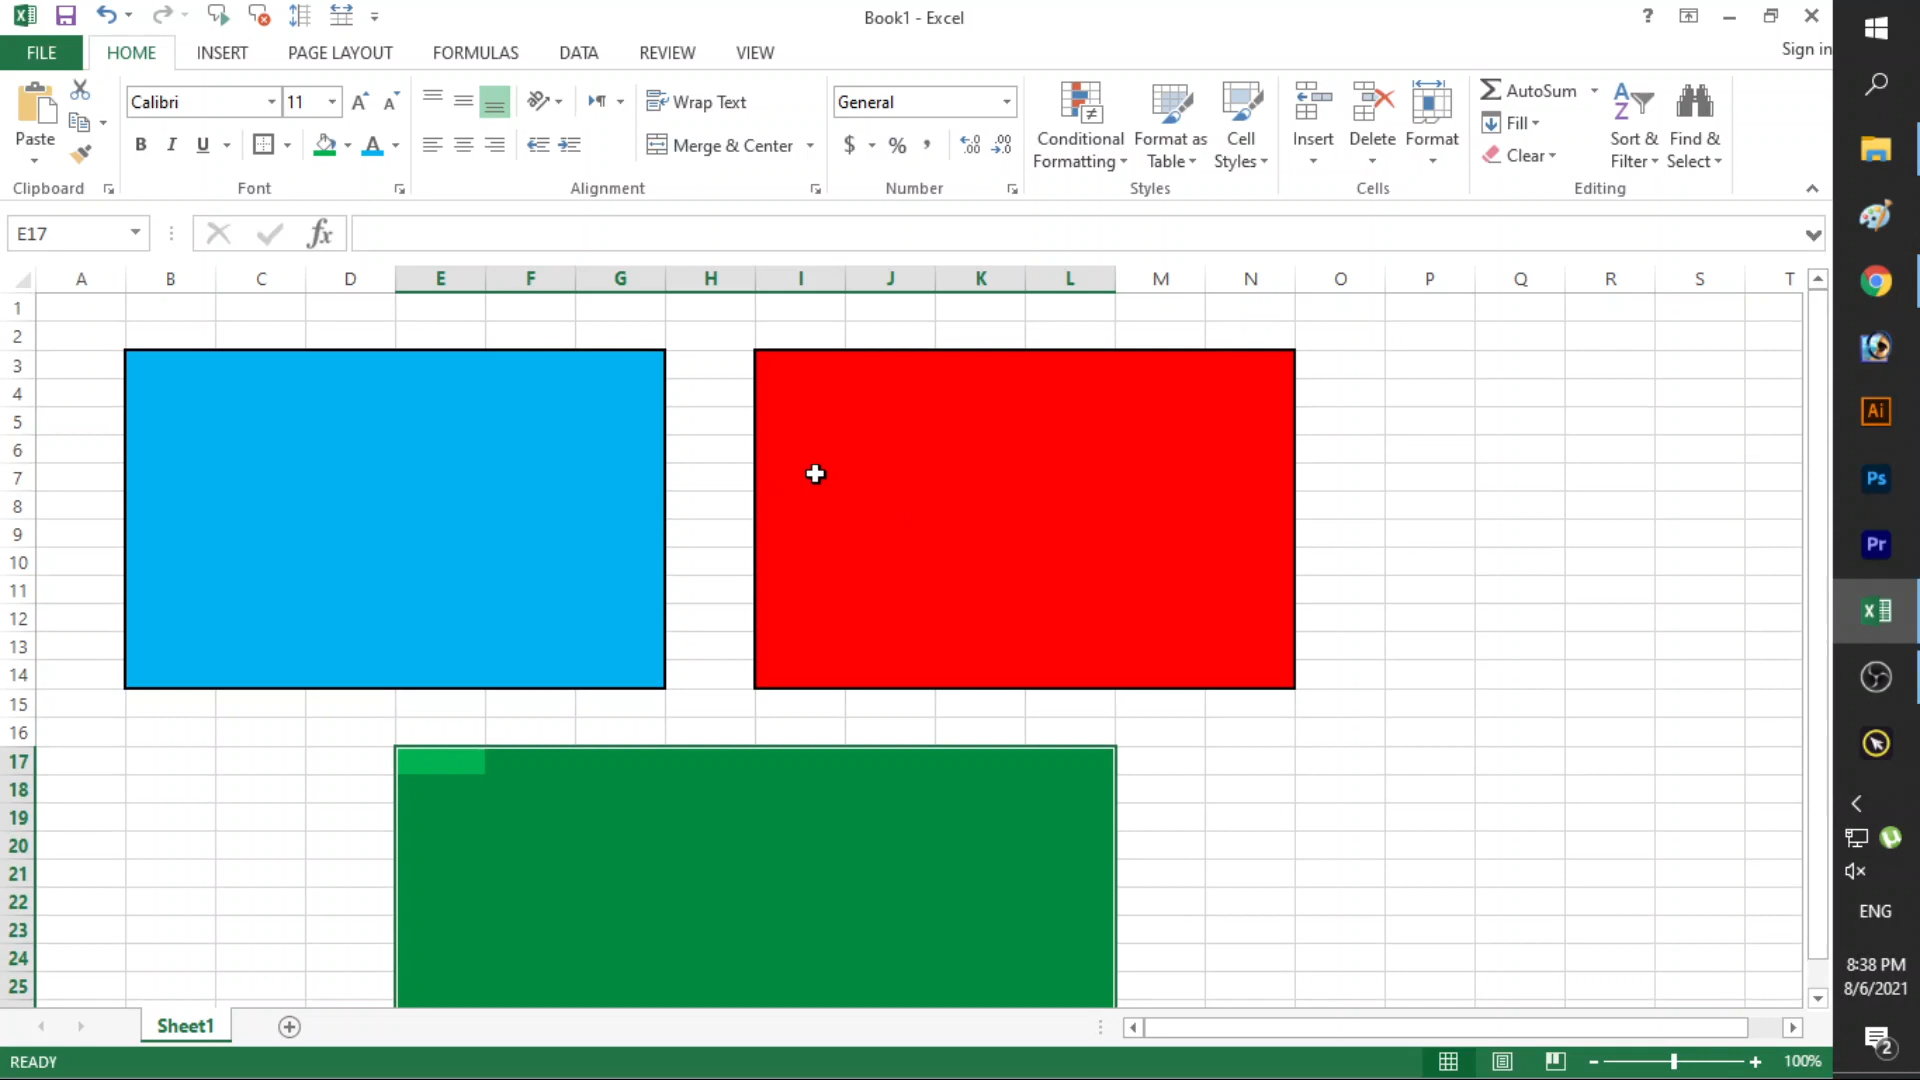 Book1 - Excel
?
FILE HOME INSERT PAGE LAYOUT FORMULAS DATA REVIEW VIEW
Sign in
Paste
Clipboard
Calibri 11 A A
B I U A
Font
Wrap Text
Merge & Center
Alignment
General
$ % ,
Number
Conditional Formatting
Format as Table
Cell Styles
Styles
Insert
Delete
Format
Cells
AutoSum
Fill
Clear
Sort & Filter
Find & Select
Editing
E17
fx
A B C D E F G H I J K L M N O P Q R S T
1
2
3
4
5
6
7
8
9
10
11
12
13
14
15
16
17
18
19
20
21
22
23
24
25
Sheet1
READY
100%
Ai
Ps
Pr
ENG
8:38 PM
8/6/2021
2